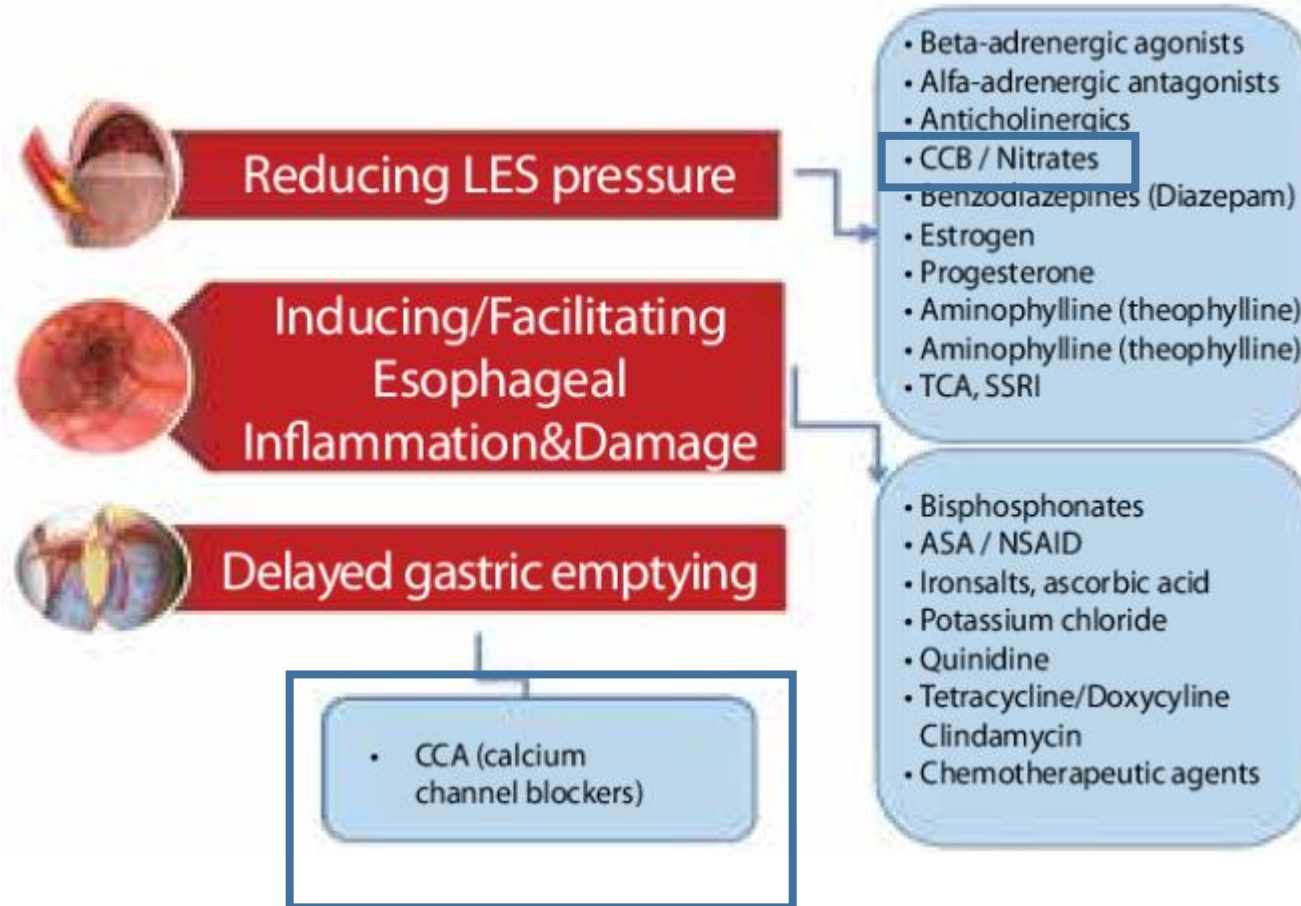 Reducing LES pressure
• Beta-adrenergic agonists
• Alfa-adrenergic antagonists
• Anticholinergics
• CCB / Nitrates
• Benzodiazepines (Diazepam)
• Estrogen
• Progesterone
• Aminophylline (theophylline)
• Aminophylline (theophylline)
• TCA, SSRI
Inducing/Facilitating
Esophageal
Inflammation&Damage
• Bisphosphonates
• ASA / NSAID
• Ironsalts, ascorbic acid
• Potassium chloride
• Quinidine
• Tetracycline/Doxycyline
Clindamycin
• Chemotherapeutic agents
Delayed gastric emptying
• CCA (calcium
channel blockers)